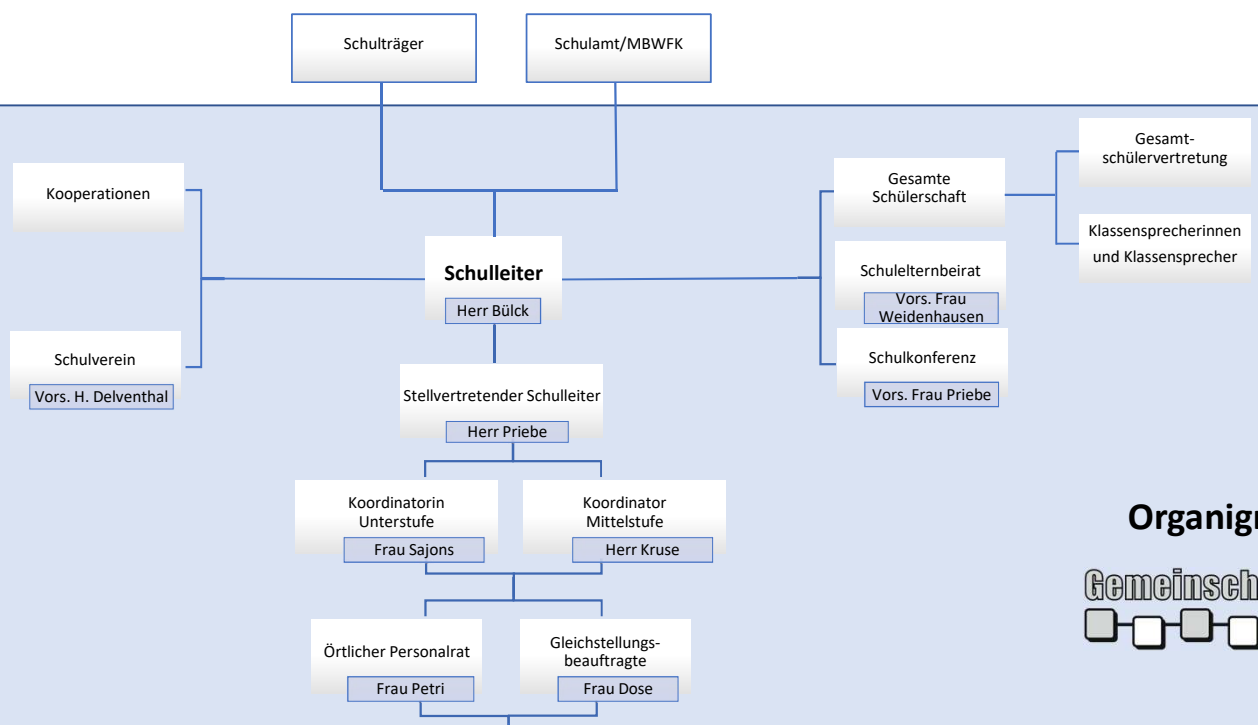 Schulträger
Schulamt/MBWFK
Gesamt-
schülervertretung
Kooperationen
Gesamte
Schülerschaft
Klassensprecherinnen
und Klassensprecher
Schulleiter
Herr Bülck
Schulelternbeirat
Vors. Frau
Weidenhausen
Schulverein
Vors. H. Delventhal
Schulkonferenz
Vors. Frau Priebe
Stellvertretender Schulleiter
Herr Priebe
Koordinatorin
Unterstufe
Frau Sajons
Koordinator
Mittelstufe
Herr Kruse
Örtlicher Personalrat
Frau Petri
Gleichstellungs-
beauftragte
Frau Dose